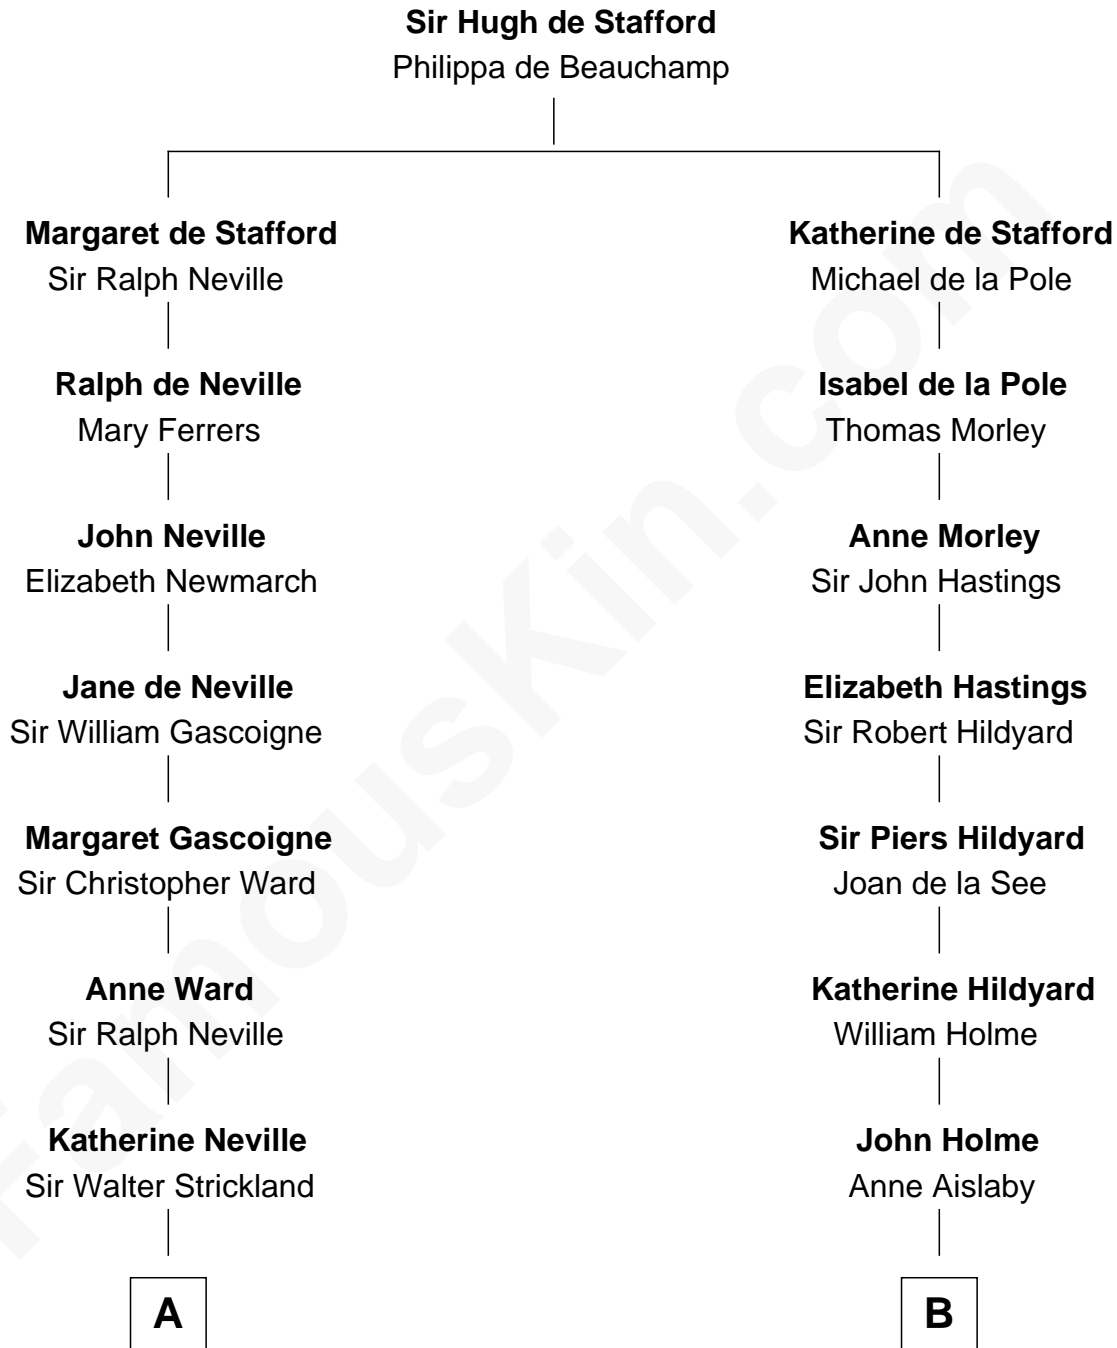 Sir Hugh de Stafford
Philippa de Beauchamp
Margaret de Stafford
Sir Ralph Neville
Katherine de Stafford
Michael de la Pole
Ralph de Neville
Mary Ferrers
Isabel de la Pole
Thomas Morley
John Neville
Elizabeth Newmarch
Anne Morley
Sir John Hastings
Jane de Neville
Sir William Gascoigne
Elizabeth Hastings
Sir Robert Hildyard
Margaret Gascoigne
Sir Christopher Ward
Sir Piers Hildyard
Joan de la See
Anne Ward
Sir Ralph Neville
Katherine Hildyard
William Holme
Katherine Neville
Sir Walter Strickland
John Holme
Anne Aislaby
A
B
FamousKin.com